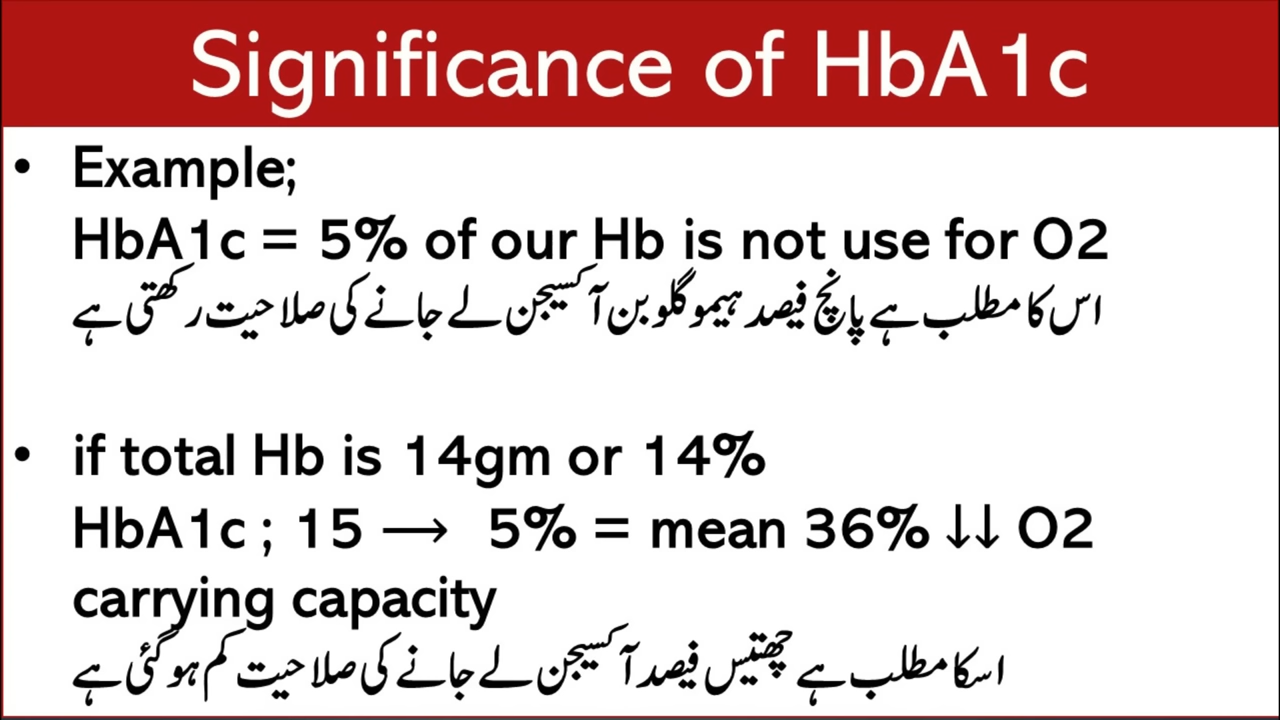 Significance of HbA1c
• Example;
HbA1c = 5% of our Hb is not use for O2
اس کا مطلب ہے پانچ فیصد ہیموگلوبن آکسیجن لے جانے کی صلاحیت رکھتی ہے
• if total Hb is 14gm or 14%
HbA1c ; 15 ⟶ 5% = mean 36% ↓↓ O2
carrying capacity
اسکا مطلب ہے چھتیس فیصد آکسیجن لے جانے کی صلاحیت کم ہو گئی ہے